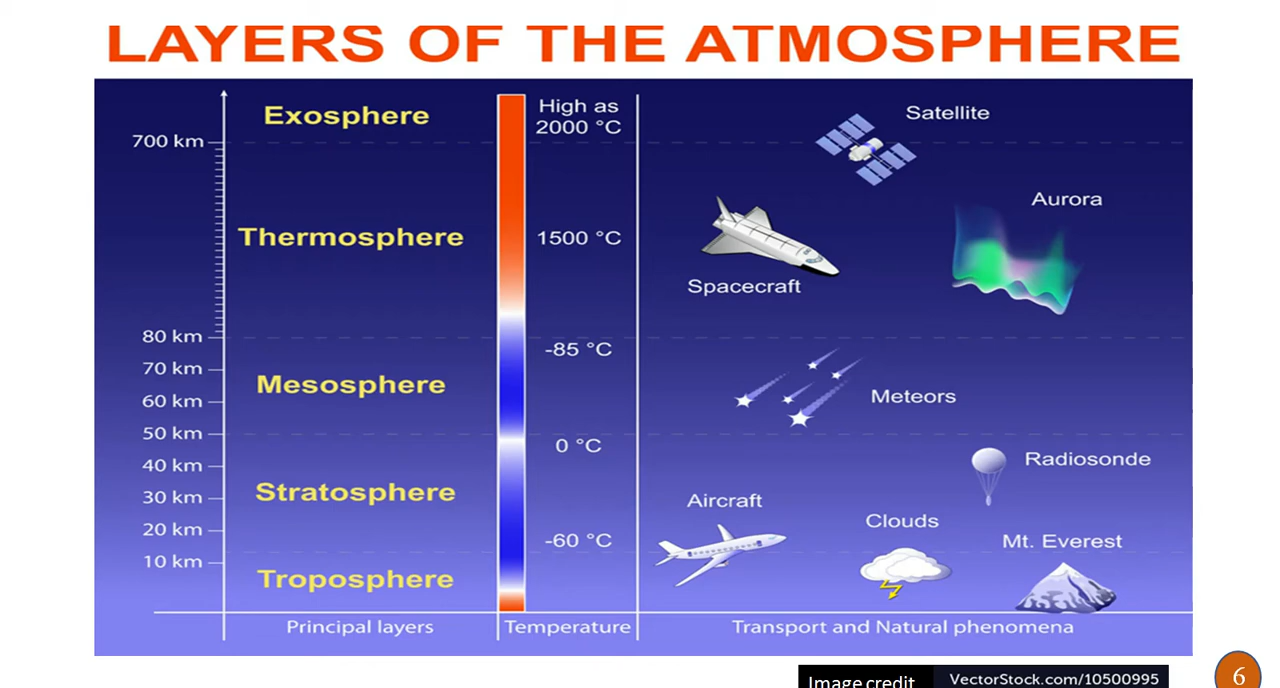 LAYERS OF THE ATMOSPHERE
Exosphere
High as
2000 °C
Satellite
700 km
Aurora
Thermosphere
1500 °C
Spacecraft
80 km
-85 °C
70 km
Mesosphere
60 km
Meteors
50 km
0 °C
40 km
Radiosonde
Stratosphere
30 km
Aircraft
20 km
Clouds
-60 °C
Mt. Everest
10 km
Troposphere
Principal layers
Temperature
Transport and Natural phenomena
Image credit
VectorStock.com/10500995
6